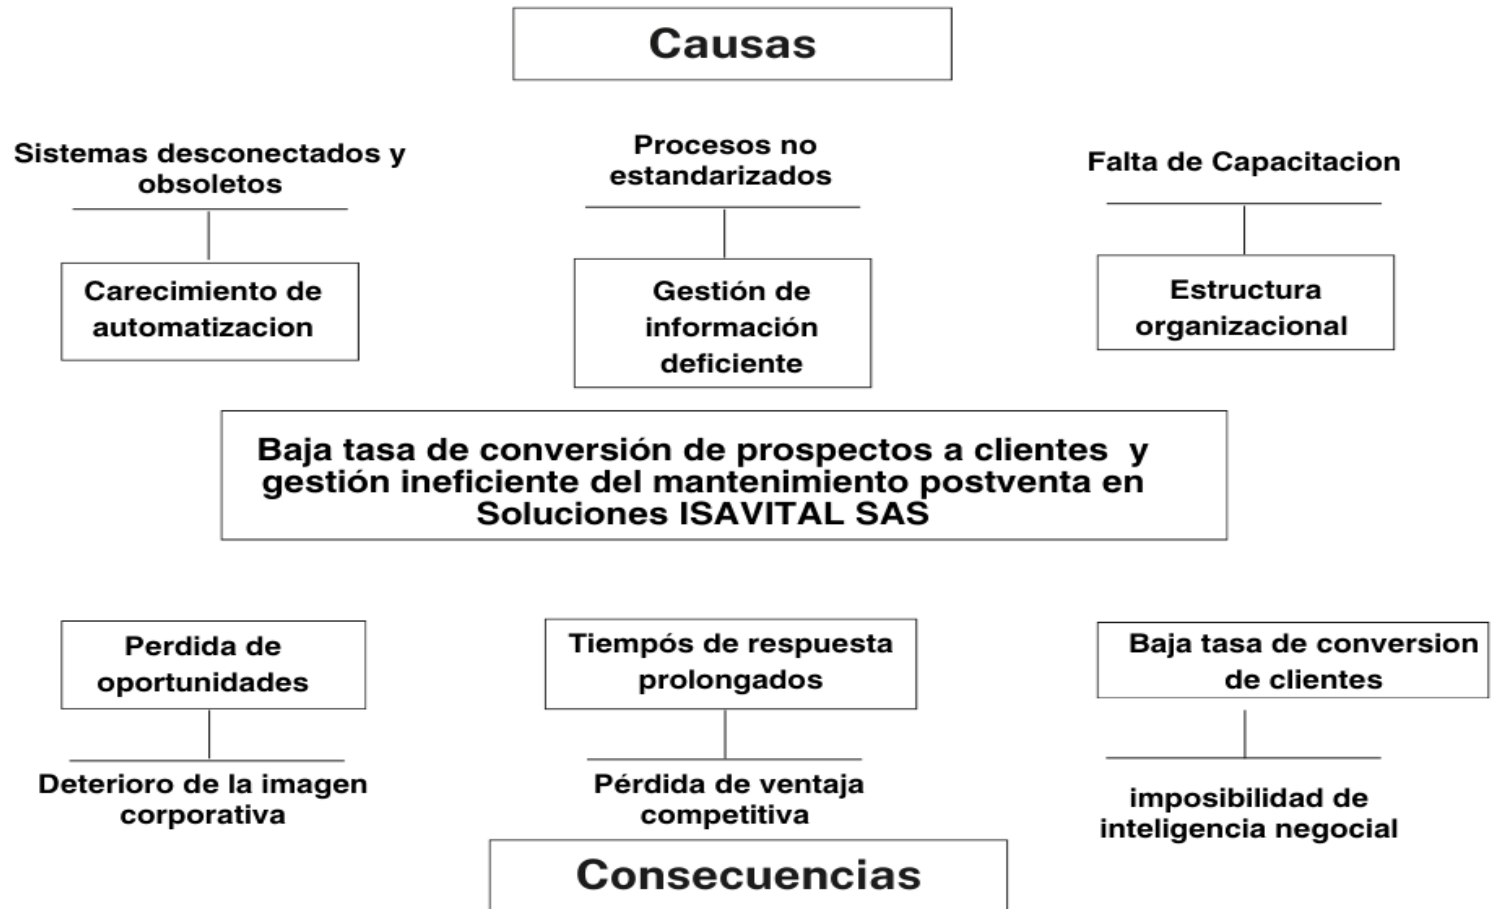 Causas
Sistemas desconectados y
obsoletos
Procesos no
estandarizados
Falta de Capacitacion
Carecimiento de
automatizacion
Gestión de
información
deficiente
Estructura
organizacional
Baja tasa de conversión de prospectos a clientes y
gestión ineficiente del mantenimiento postventa en
Soluciones ISAVITAL SAS
Perdida de
oportunidades
Tiempós de respuesta
prolongados
Baja tasa de conversion
de clientes
Deterioro de la imagen
corporativa
Pérdida de ventaja
competitiva
imposibilidad de
inteligencia negocial
Consecuencias